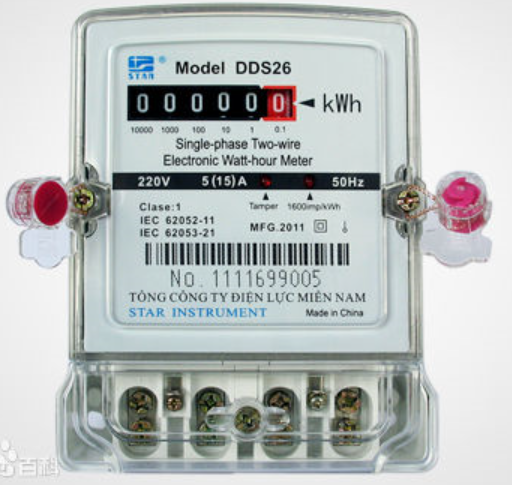 STAR
Model DDS26
0 0 0 0 0 0 kWh
10000 1000 100 10 1 0.1
Single-phase Two-wire
Electronic Watt-hour Meter
220V 5(15)A 50Hz
Tamper 1600imp/kWh
Clase:1
IEC 62052-11
IEC 62053-21
MFG.2011
No.1111699005
TỔNG CÔNG TY ĐIỆN LỰC MIỀN NAM
STAR INSTRUMENT Made in China
百科